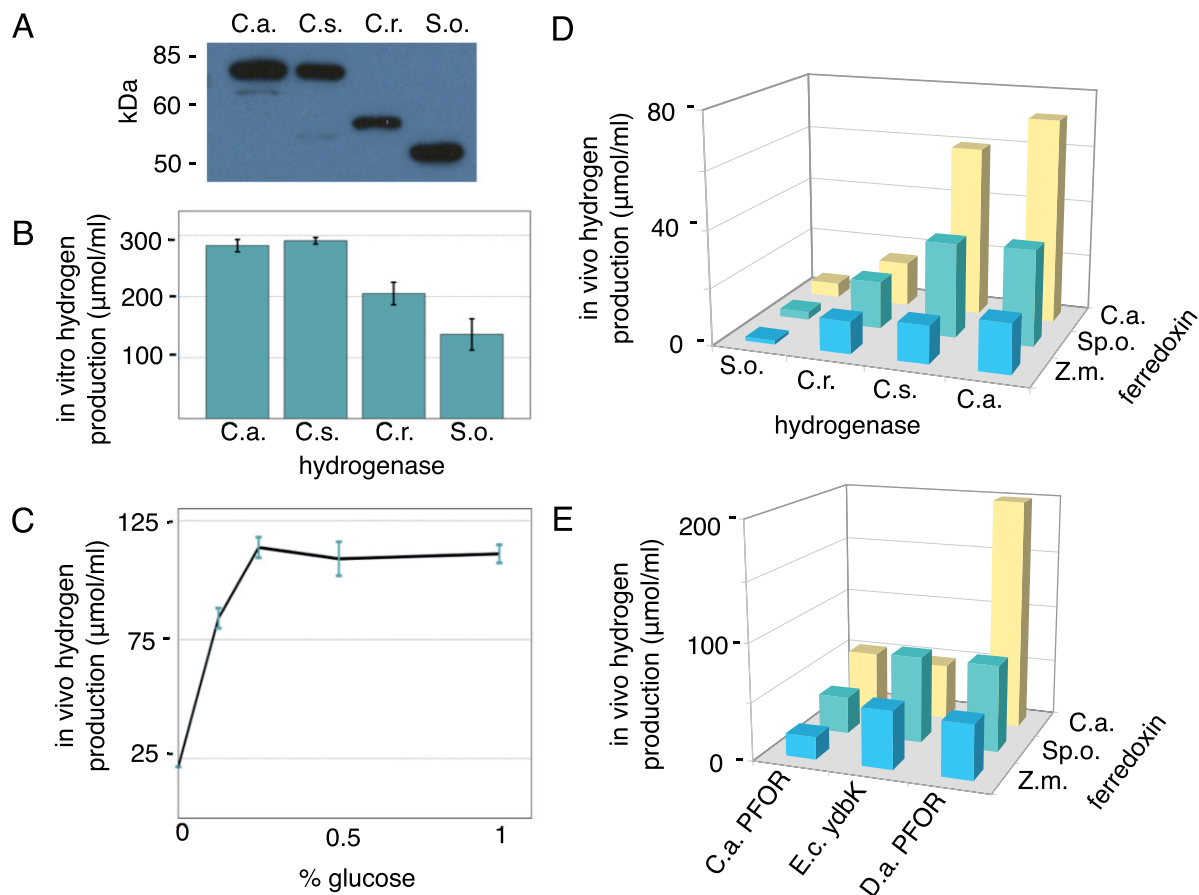 A
C.a. C.s. C.r. S.o.
kDa
85
60
50
B
in vitro hydrogen
production (μmol/ml)
300
200
100
C.a. C.s. C.r. S.o.
hydrogenase
C
in vivo hydrogen
production (μmol/ml)
125
75
25
0 0.5 1
% glucose
D
in vivo hydrogen
production (μmol/ml)
80
40
0
S.o. C.r. C.s. C.a.
hydrogenase
C.a.
Sp.o.
Z.m.
ferredoxin
E
in vivo hydrogen
production (μmol/ml)
200
100
0
C.a. PFOR
E.c. ydbK
D.a. PFOR
C.a.
Sp.o.
Z.m.
ferredoxin